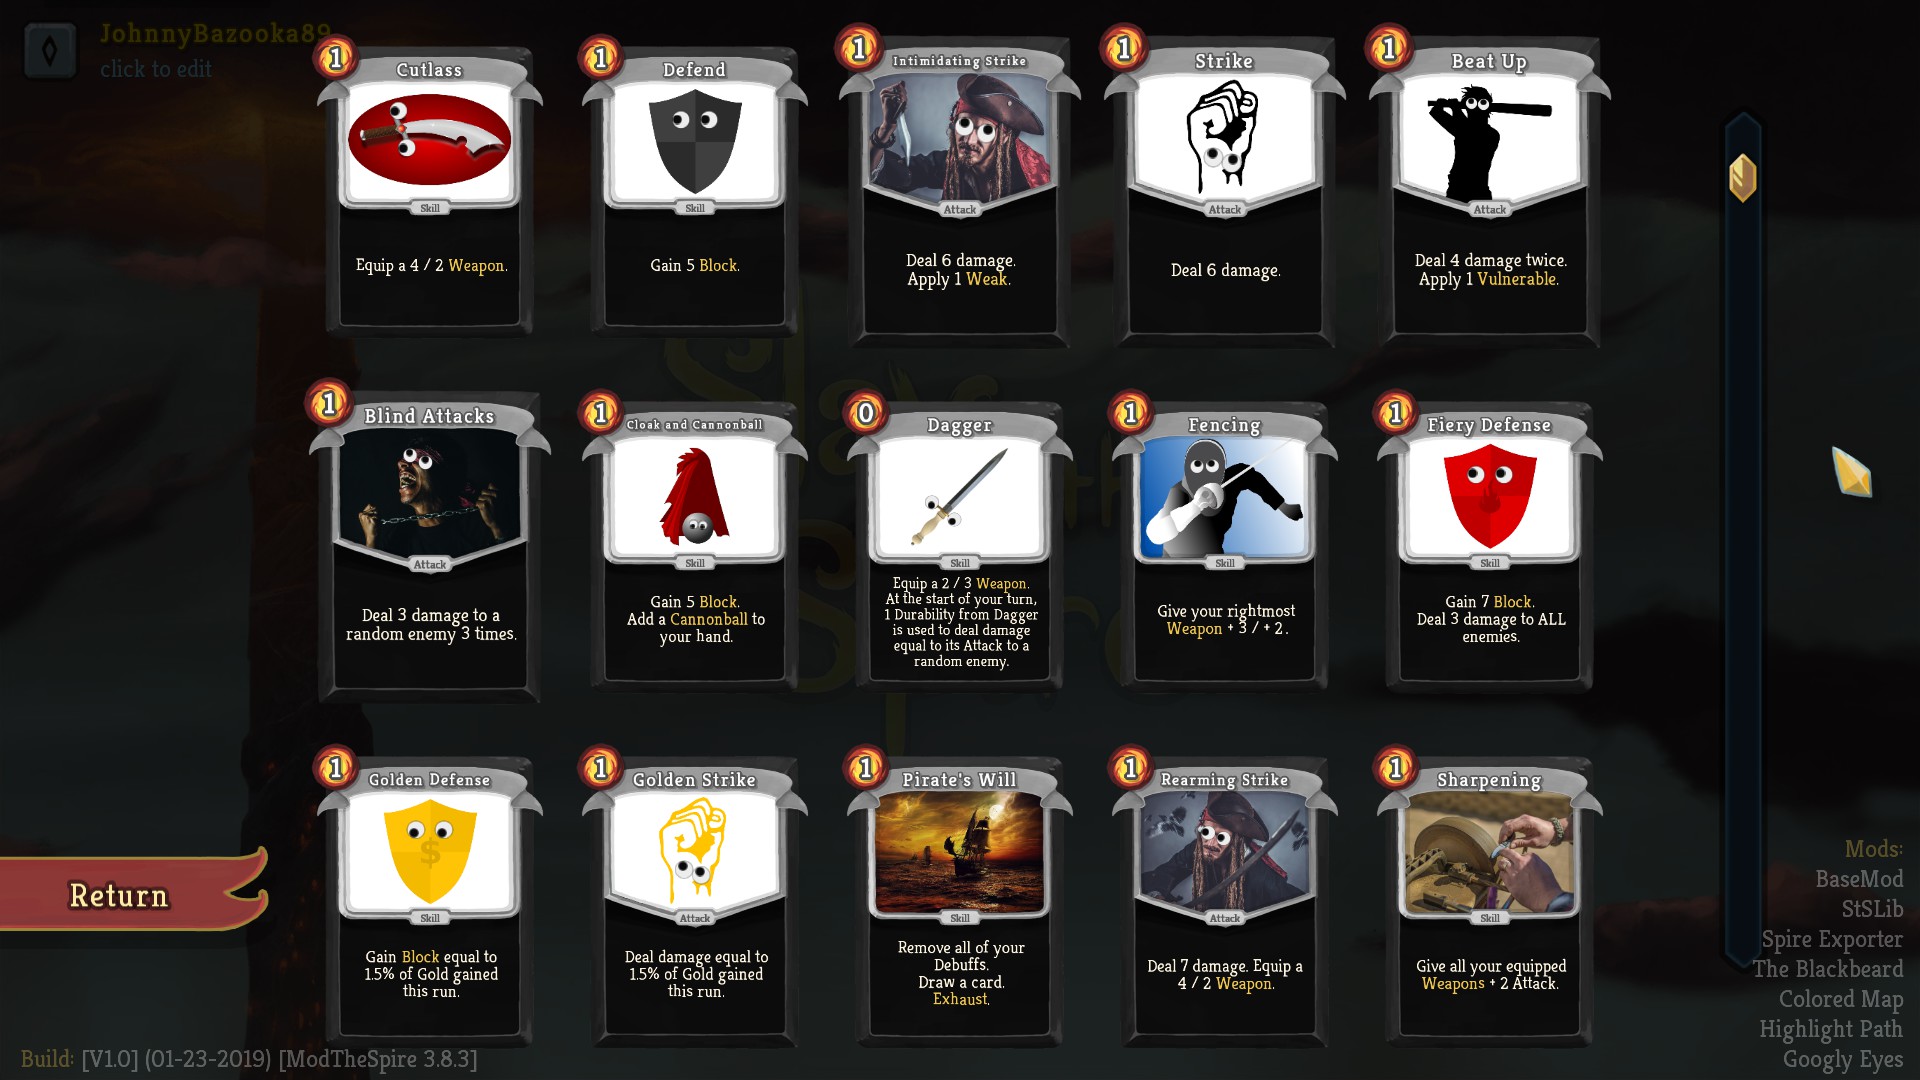 JohnnyBazooka89
click to edit
1
Cutlass
Skill
Equip a 4 / 2 Weapon.
1
Defend
Skill
Gain 5 Block.
1
Intimidating Strike
Attack
Deal 6 damage.
Apply 1 Weak.
1
Strike
Attack
Deal 6 damage.
1
Beat Up
Attack
Deal 4 damage twice.
Apply 1 Vulnerable.
1
Blind Attacks
Attack
Deal 3 damage to a
random enemy 3 times.
1
Cloak and Cannonball
Skill
Gain 5 Block.
Add a Cannonball to
your hand.
0
Dagger
Skill
Equip a 2 / 3 Weapon.
At the start of your turn,
1 Durability from Dagger
is used to deal damage
equal to its Attack to a
random enemy.
1
Fencing
Skill
Give your rightmost
Weapon + 3 / + 2.
1
Fiery Defense
Skill
Gain 7 Block.
Deal 3 damage to ALL
enemies.
1
Golden Defense
$
Skill
Gain Block equal to
1.5% of Gold gained
this run.
1
Golden Strike
Attack
Deal damage equal to
1.5% of Gold gained
this run.
1
Pirate's Will
Skill
Remove all of your
Debuffs.
Draw a card.
Exhaust.
1
Rearming Strike
Attack
Deal 7 damage. Equip a
4 / 2 Weapon.
1
Sharpening
Skill
Give all your equipped
Weapons + 2 Attack.
Return
Slay the Spire
Mods:
BaseMod
StSLib
Spire Exporter
The Blackbeard
Colored Map
Highlight Path
Googly Eyes
Build: [V1.0] (01-23-2019) [ModTheSpire 3.8.3]